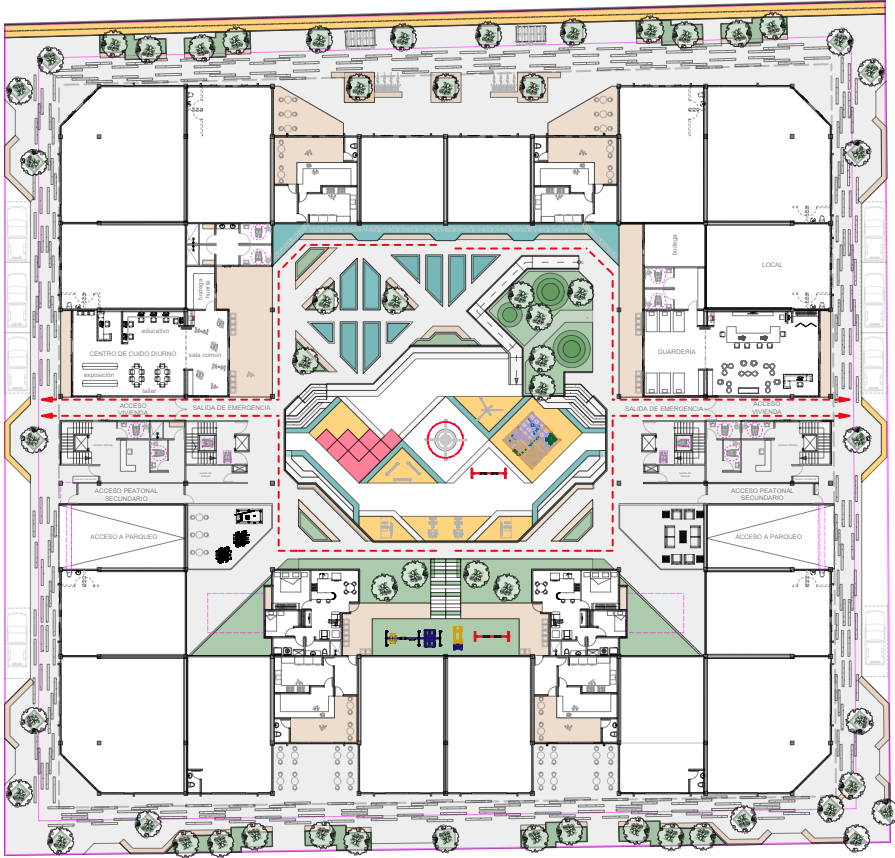 bodega
LOCAL
bodega
huerta
educativo
CENTRO DE CUIDO DIURNO
sala común
exposición
taller
GUARDERÍA
ACCESO
VIVIENDA
SALIDA DE EMERGENCIA
SALIDA DE EMERGENCIA
ACCESO
VIVIENDA
ACCESO PEATONAL
SECUNDARIO
ACCESO PEATONAL
SECUNDARIO
ACCESO A PARQUEO
ACCESO A PARQUEO